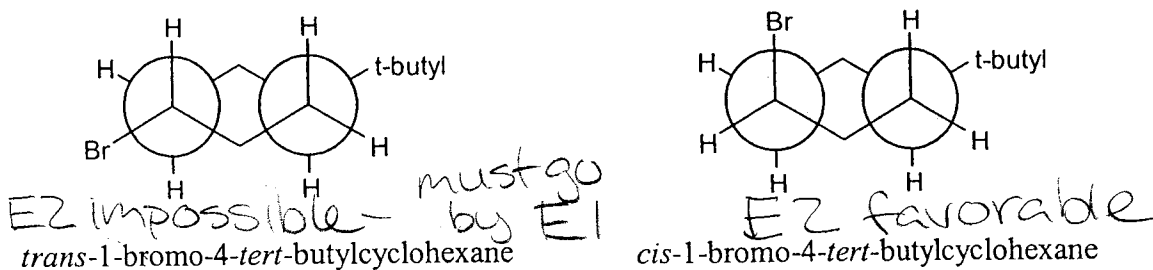 H H H Br H
H t-butyl H t-butyl
Br H H H
H H H H
E2 impossible - must go by E1
E2 favorable
trans-1-bromo-4-tert-butylcyclohexane
cis-1-bromo-4-tert-butylcyclohexane